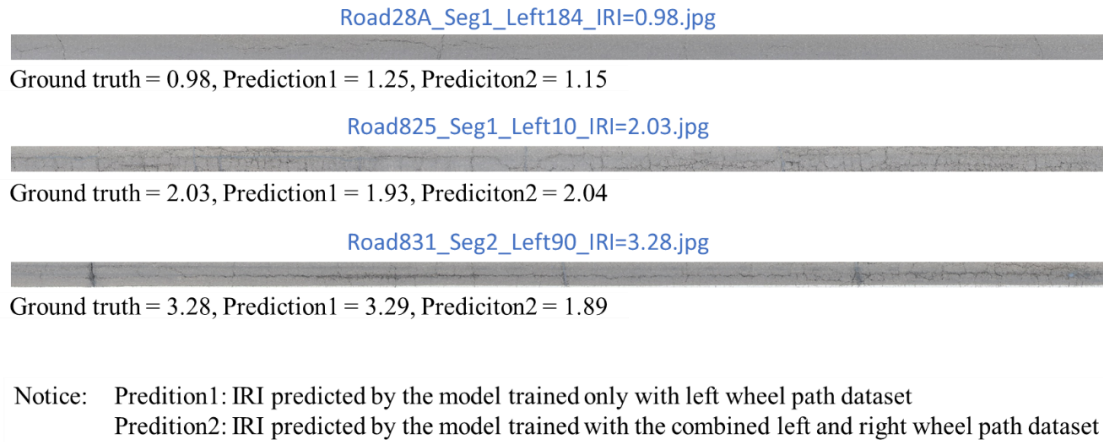 Road28A_Seg1_Left184_IRI=0.98.jpg
Ground truth = 0.98, Prediction1 = 1.25, Prediciton2 = 1.15
Road825_Seg1_Left10_IRI=2.03.jpg
Ground truth = 2.03, Prediction1 = 1.93, Prediciton2 = 2.04
Road831_Seg2_Left90_IRI=3.28.jpg
Ground truth = 3.28, Prediction1 = 3.29, Prediciton2 = 1.89
Notice: Predition1: IRI predicted by the model trained only with left wheel path dataset
Predition2: IRI predicted by the model trained with the combined left and right wheel path dataset